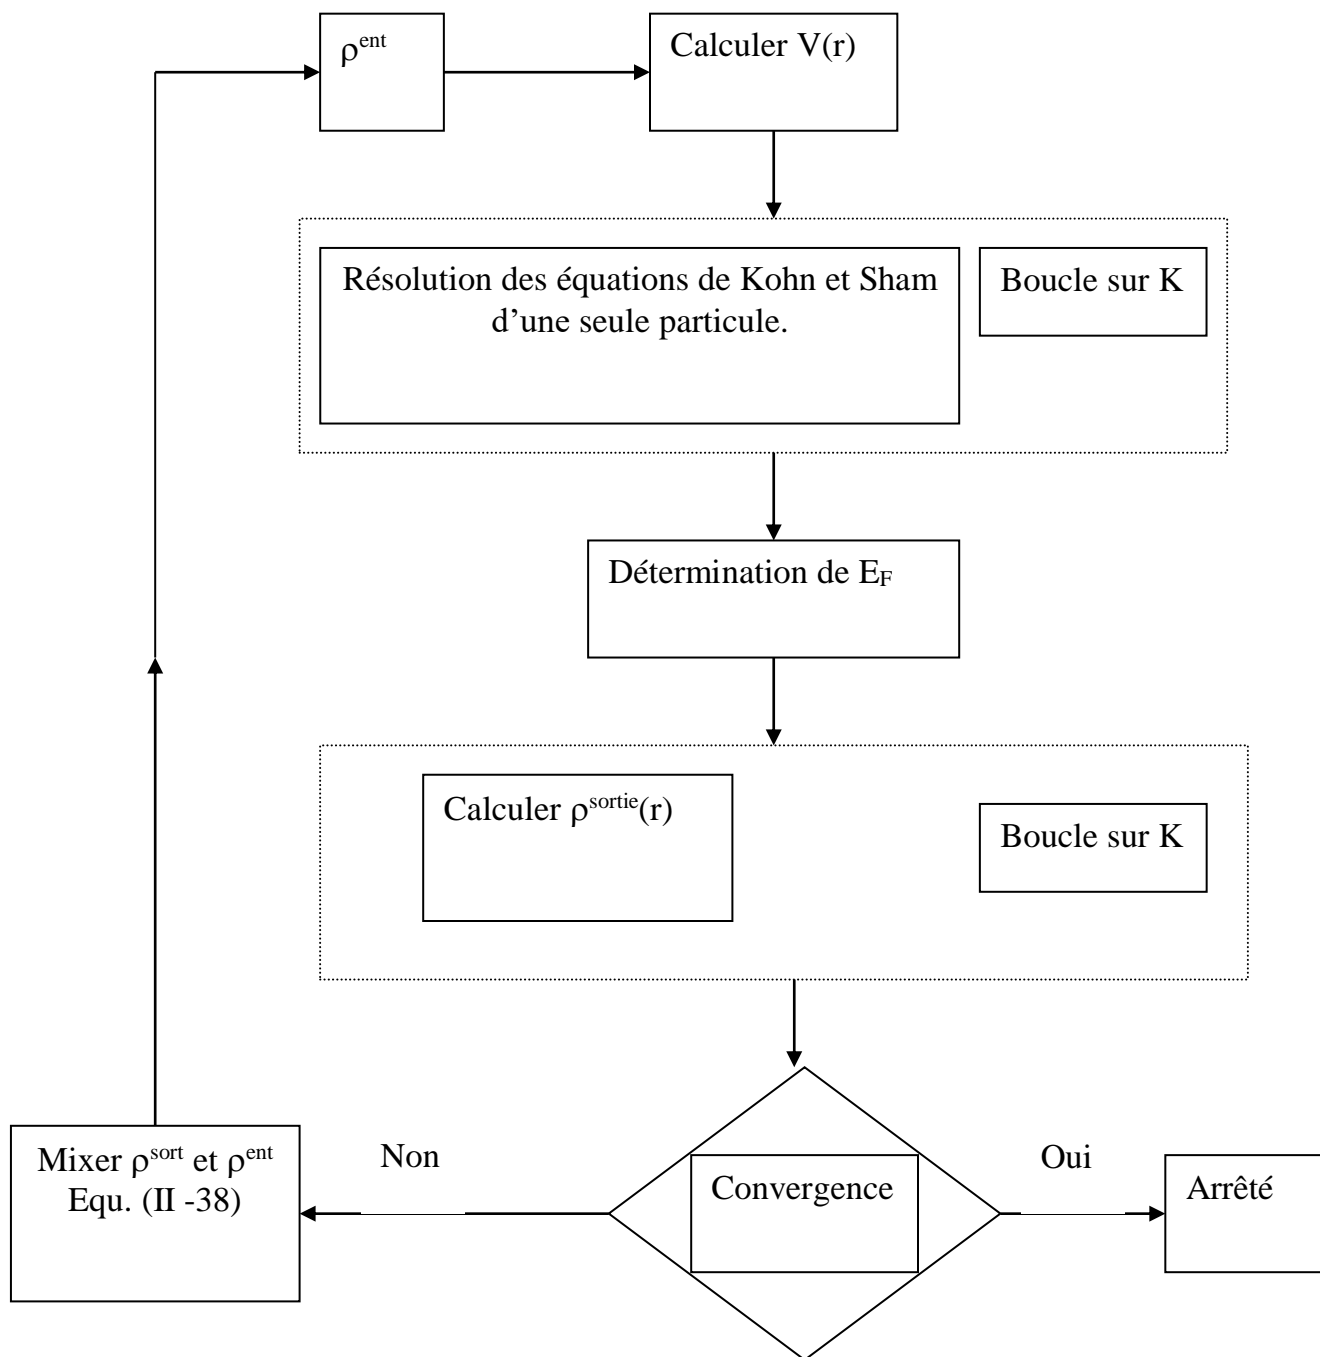 ρ^ent
Calculer V(r)
Résolution des équations de Kohn et Sham
d’une seule particule.
Boucle sur K
Détermination de E_F
Calculer ρ^sortie(r)
Boucle sur K
Mixer ρ^sort et ρ^ent
Equ. (II -38)
Non
Convergence
Oui
Arrêté